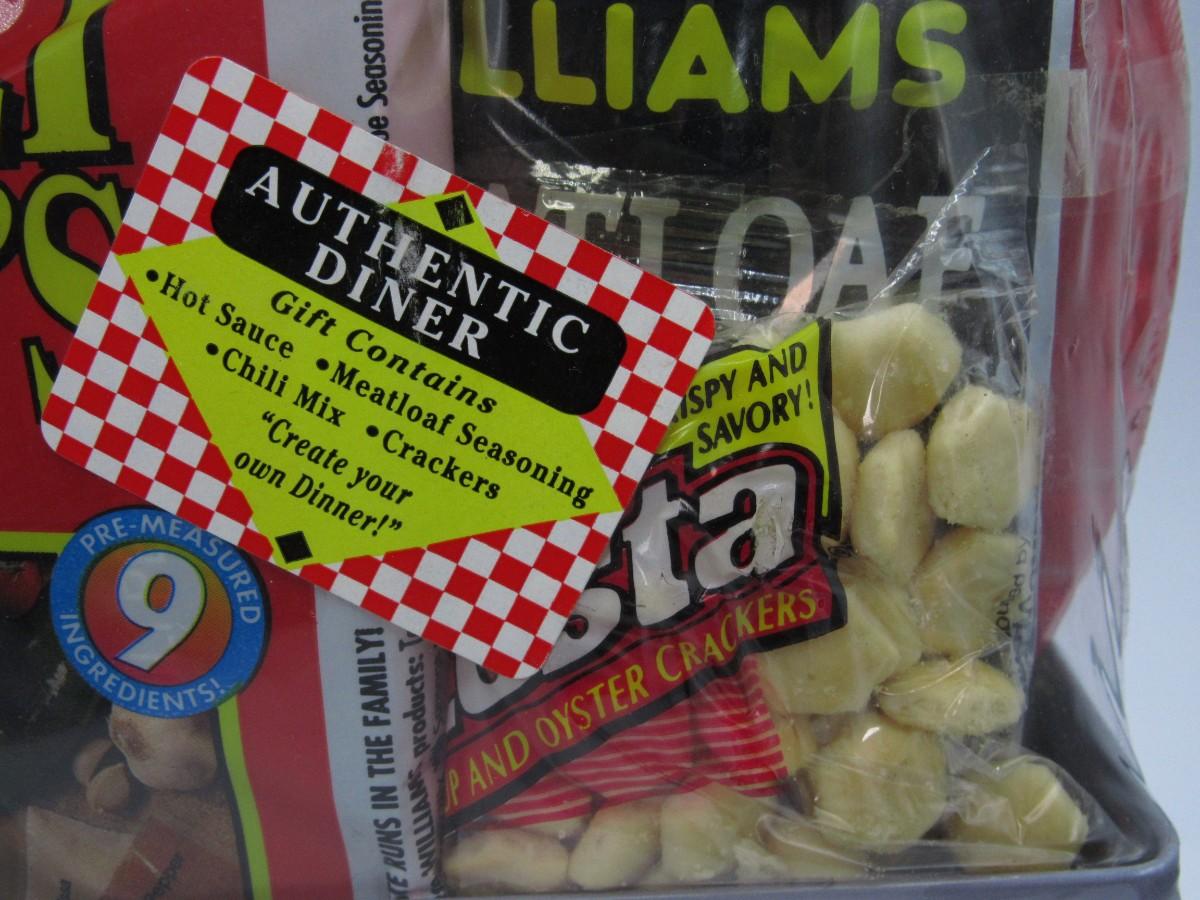 LLIAMS
AUTHENTIC
DINER
Gift Contains
•Hot Sauce •Meatloaf Seasoning
•Chili Mix •Crackers
“Create your
own Dinner!”
AND
SAVORY!
sta
AND OYSTER CRACKERS
PRE-MEASURED
9
INGREDIENTS!
RUNS IN THE FAMILY!
products:
Seasonin